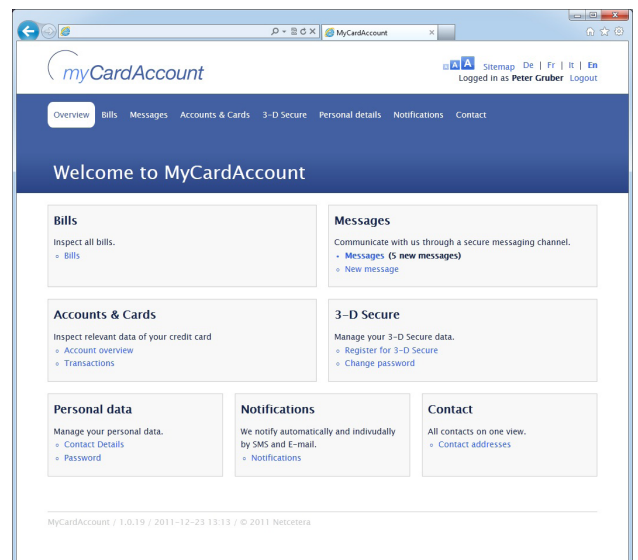 MyCardAccount
myCardAccount
A A Sitemap De | Fr | It | En
Logged in as Peter Gruber Logout
Overview Bills Messages Accounts & Cards 3-D Secure Personal details Notifications Contact
Welcome to MyCardAccount
Bills
Inspect all bills.
Bills
Messages
Communicate with us through a secure messaging channel.
Messages (5 new messages)
New message
Accounts & Cards
Inspect relevant data of your credit card
Account overview
Transactions
3-D Secure
Manage your 3-D Secure data.
Register for 3-D Secure
Change password
Personal data
Manage your personal data.
Contact Details
Password
Notifications
We notify automatically and indivudally
by SMS and E-mail.
Notifications
Contact
All contacts on one view.
Contact addresses
MyCardAccount / 1.0.19 / 2011-12-23 13:13 / © 2011 Netcetera